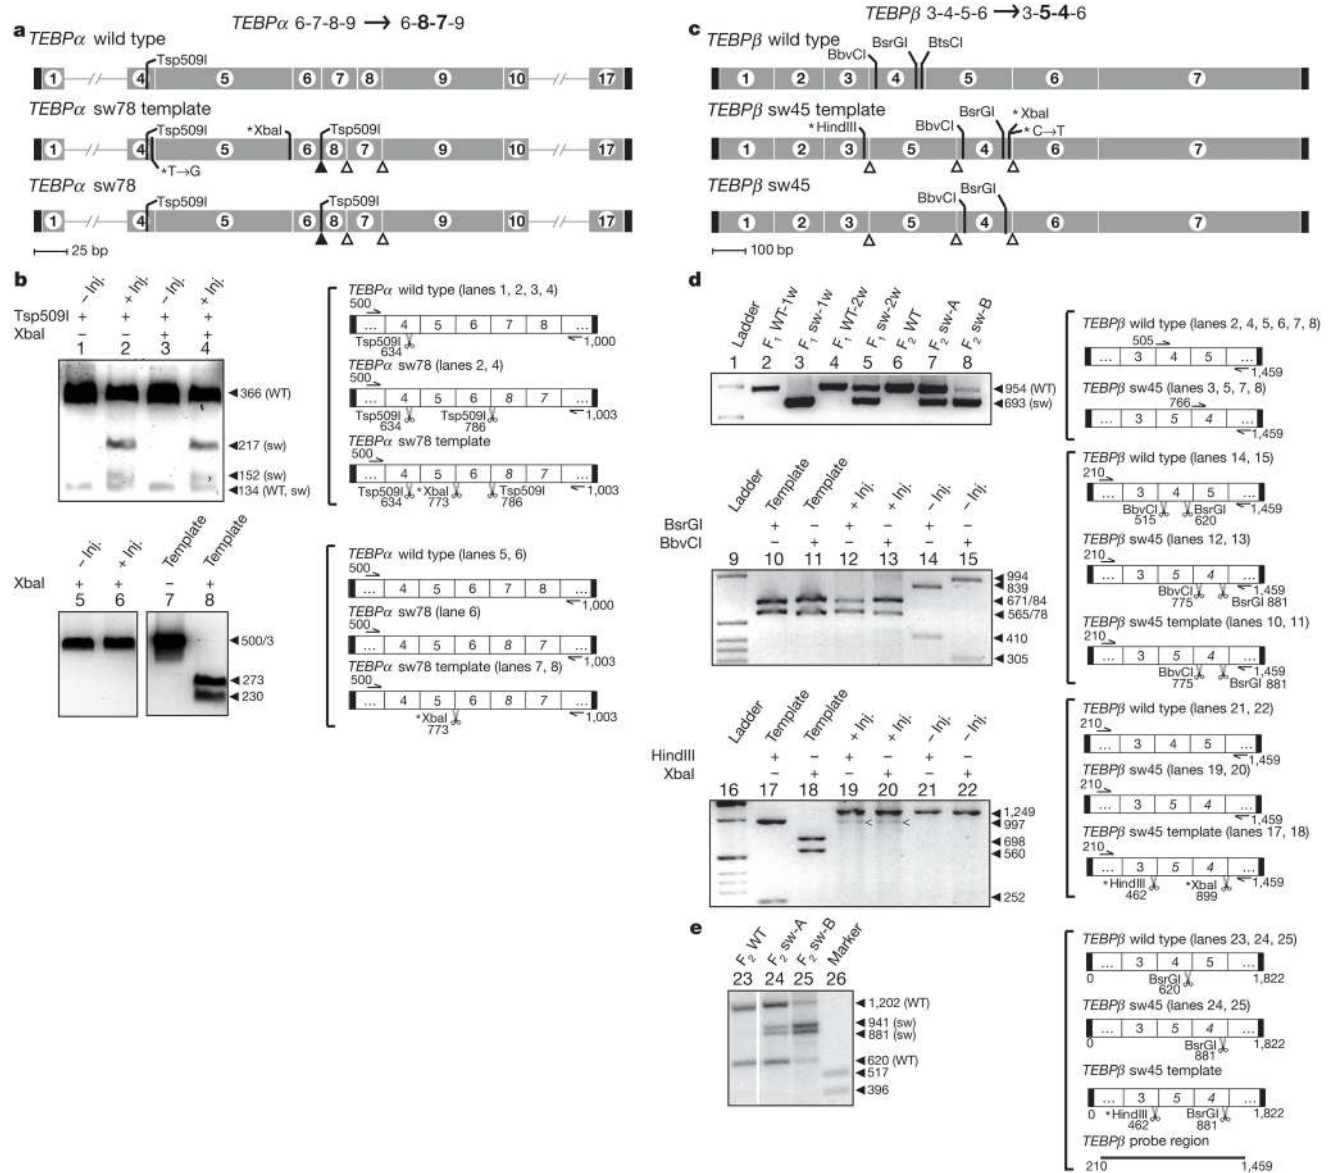 TEBPα 6-7-8-9 → 6-8-7-9
a
TEBPα wild type
Tsp509I
1 4 5 6 7 8 9 10 17
TEBPα sw78 template
Tsp509I *XbaI Tsp509I
1 4 5 6 8 7 9 10 17
*T→G
TEBPα sw78
Tsp509I Tsp509I
1 4 5 6 8 7 9 10 17
25 bp
b
– Inj. + Inj. – Inj. + Inj.
Tsp509I + + + +
XbaI – – + +
1 2 3 4
366 (WT)
217 (sw)
152 (sw)
134 (WT, sw)
TEBPα wild type (lanes 1, 2, 3, 4)
500
... 4 5 6 7 8 ...
Tsp509I 1,000
634
TEBPα sw78 (lanes 2, 4)
500
... 4 5 6 8 7 ...
Tsp509I Tsp509I 1,003
634 786
TEBPα sw78 template
500
... 4 5 6 8 7 ...
Tsp509I *XbaI Tsp509I 1,003
634 773 786
– Inj. + Inj. Template Template
XbaI + + – +
5 6 7 8
500/3
273
230
TEBPα wild type (lanes 5, 6)
500
... 4 5 6 7 8 ...
1,000
TEBPα sw78 (lane 6)
500
... 4 5 6 8 7 ...
1,003
TEBPα sw78 template (lanes 7, 8)
500
... 4 5 6 8 7 ...
*XbaI 1,003
773
TEBPβ 3-4-5-6 → 3-5-4-6
c
TEBPβ wild type
BbvCI BsrGI BtsCI
1 2 3 4 5 6 7
TEBPβ sw45 template
*HindIII BbvCI BsrGI *XbaI
*C→T
1 2 3 5 4 6 7
TEBPβ sw45
BbvCI BsrGI
1 2 3 5 4 6 7
100 bp
d
Ladder F1 WT-1w F1 sw-1w F1 WT-2w F1 sw-2w F2 WT F2 sw-A F2 sw-B
1 2 3 4 5 6 7 8
954 (WT)
693 (sw)
TEBPβ wild type (lanes 2, 4, 5, 6, 7, 8)
505
... 3 4 5 ...
1,459
TEBPβ sw45 (lanes 3, 5, 7, 8)
766
... 3 5 4 ...
1,459
Ladder Template Template + Inj. + Inj. – Inj. – Inj.
BsrGI + – + – + –
BbvCI – + – + – +
9 10 11 12 13 14 15
994
839
671/84
565/78
410
305
TEBPβ wild type (lanes 14, 15)
210
... 3 4 5 ...
BbvCI BsrGI 1,459
515 620
TEBPβ sw45 (lanes 12, 13)
210
... 3 5 4 ...
BbvCI 1,459
775 BsrGI 881
TEBPβ sw45 template (lanes 10, 11)
210
... 3 5 4 ...
BbvCI 1,459
775 BsrGI 881
Ladder Template Template + Inj. + Inj. – Inj. – Inj.
HindIII + – + – + –
XbaI – + – + – +
16 17 18 19 20 21 22
< <
1,249
997
698
560
252
TEBPβ wild type (lanes 21, 22)
210
... 3 4 5 ...
1,459
TEBPβ sw45 (lanes 19, 20)
210
... 3 5 4 ...
1,459
TEBPβ sw45 template (lanes 17, 18)
210
... 3 5 4 ...
*HindIII *XbaI 1,459
462 899
e
F2 WT F2 sw-A F2 sw-B Marker
23 24 25 26
1,202 (WT)
941 (sw)
881 (sw)
620 (WT)
517
396
TEBPβ wild type (lanes 23, 24, 25)
... 3 4 5 ...
0 BsrGI 1,822
620
TEBPβ sw45 (lanes 24, 25)
... 3 5 4 ...
0 BsrGI 1,822
881
TEBPβ sw45 template
... 3 5 4 ...
0 *HindIII BsrGI 1,822
462 881
TEBPβ probe region
210 1,459